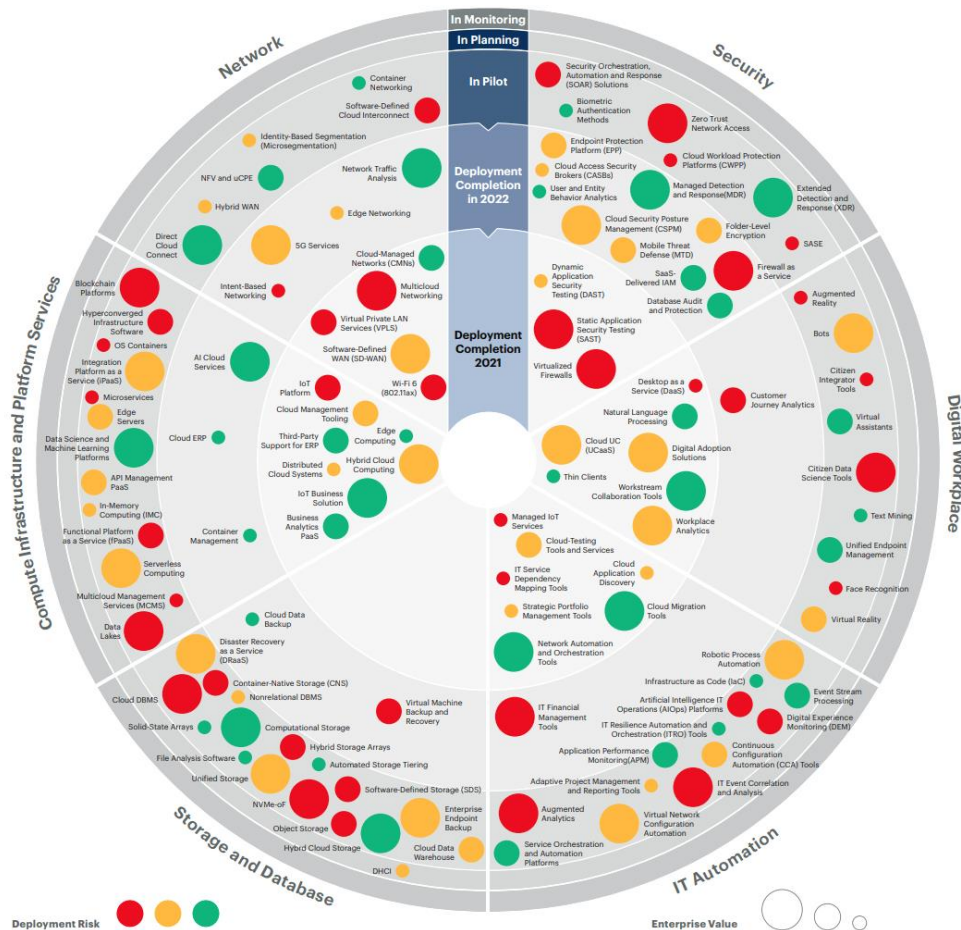 In Monitoring
In Planning
In Pilot
Deployment
Completion
in 2022
Deployment
Completion
2021
Network
Container
Networking
Software-Defined
Cloud Interconnect
Identity-Based Segmentation
(Microsegmentation)
Network Traffic
Analysis
NFV and uCPE
Hybrid WAN
Edge Networking
Direct
Cloud
Connect
5G Services
Cloud-Managed
Networks (CMNs)
Intent-Based
Networking
Multicloud
Networking
Virtual Private LAN
Services (VPLS)
Software-Defined
WAN (SD-WAN)
Wi-Fi 6
(802.11ax)
Security
Security Orchestration,
Automation and Response
(SOAR) Solutions
Biometric
Authentication
Methods
Zero Trust
Network Access
Endpoint Protection
Platform (EPP)
Cloud Workload Protection
Platforms (CWPP)
Cloud Access Security
Brokers (CASBs)
User and Entity
Behavior Analytics
Managed Detection
and Response(MDR)
Extended
Detection and
Response (XDR)
Cloud Security Posture
Management (CSPM)
Folder-Level
Encryption
Mobile Threat
Defense (MTD)
SASE
Dynamic
Application
Security
Testing (DAST)
SaaS-
Delivered IAM
Firewall as
a Service
Database Audit
and Protection
Static Application
Security Testing
(SAST)
Virtualized
Firewalls
Digital Workplace
Augmented
Reality
Bots
Citizen
Integrator
Tools
Desktop as a
Service (DaaS)
Customer
Journey Analytics
Natural Language
Processing
Virtual
Assistants
Cloud UC
(UCaaS)
Digital Adoption
Solutions
Citizen Data
Science Tools
Thin Clients
Workstream
Collaboration Tools
Text Mining
Workplace
Analytics
Unified Endpoint
Management
Face Recognition
Virtual Reality
IT Automation
Managed IoT
Services
Cloud-Testing
Tools and Services
IT Service
Dependency
Mapping Tools
Cloud
Application
Discovery
Strategic Portfolio
Management Tools
Cloud Migration
Tools
Network Automation
and Orchestration
Tools
Robotic Process
Automation
Infrastructure as Code (IaC)
Event Stream
Processing
IT Financial
Management
Tools
Artificial Intelligence IT
Operations (AIOps) Platforms
Digital Experience
Monitoring (DEM)
IT Resilience Automation and
Orchestration (ITRO) Tools
Application Performance
Monitoring(APM)
Continuous
Configuration
Automation (CCA) Tools
Adaptive Project Management
and Reporting Tools
IT Event Correlation
and Analysis
Augmented
Analytics
Virtual Network
Configuration
Automation
Service Orchestration
and Automation
Platforms
Storage and Database
Cloud Data
Backup
Disaster Recovery
as a Service
(DRaaS)
Container-Native Storage (CNS)
Cloud DBMS
Nonrelational DBMS
Virtual Machine
Backup and
Recovery
Solid-State Arrays
Computational Storage
Hybrid Storage Arrays
File Analysis Software
Automated Storage Tiering
Unified Storage
Software-Defined Storage (SDS)
NVMe-oF
Enterprise
Endpoint
Backup
Object Storage
Hybrid Cloud Storage
Cloud Data
Warehouse
DHCI
Compute Infrastructure and Platform Services
Blockchain
Platforms
Hyperconverged
Infrastructure
Software
OS Containers
AI Cloud
Services
Integration
Platform as a
Service (iPaaS)
Microservices
Edge
Servers
IoT
Platform
Cloud Management
Tooling
Data Science and
Machine Learning
Platforms
Cloud ERP
Third-Party
Support for ERP
Edge
Computing
Distributed
Cloud Systems
Hybrid Cloud
Computing
API Management
PaaS
IoT Business
Solution
In-Memory
Computing (IMC)
Business
Analytics
PaaS
Functional Platform
as a Service (fPaaS)
Container
Management
Serverless
Computing
Multicloud Management
Services (MCMS)
Data
Lakes
Deployment Risk
Enterprise Value